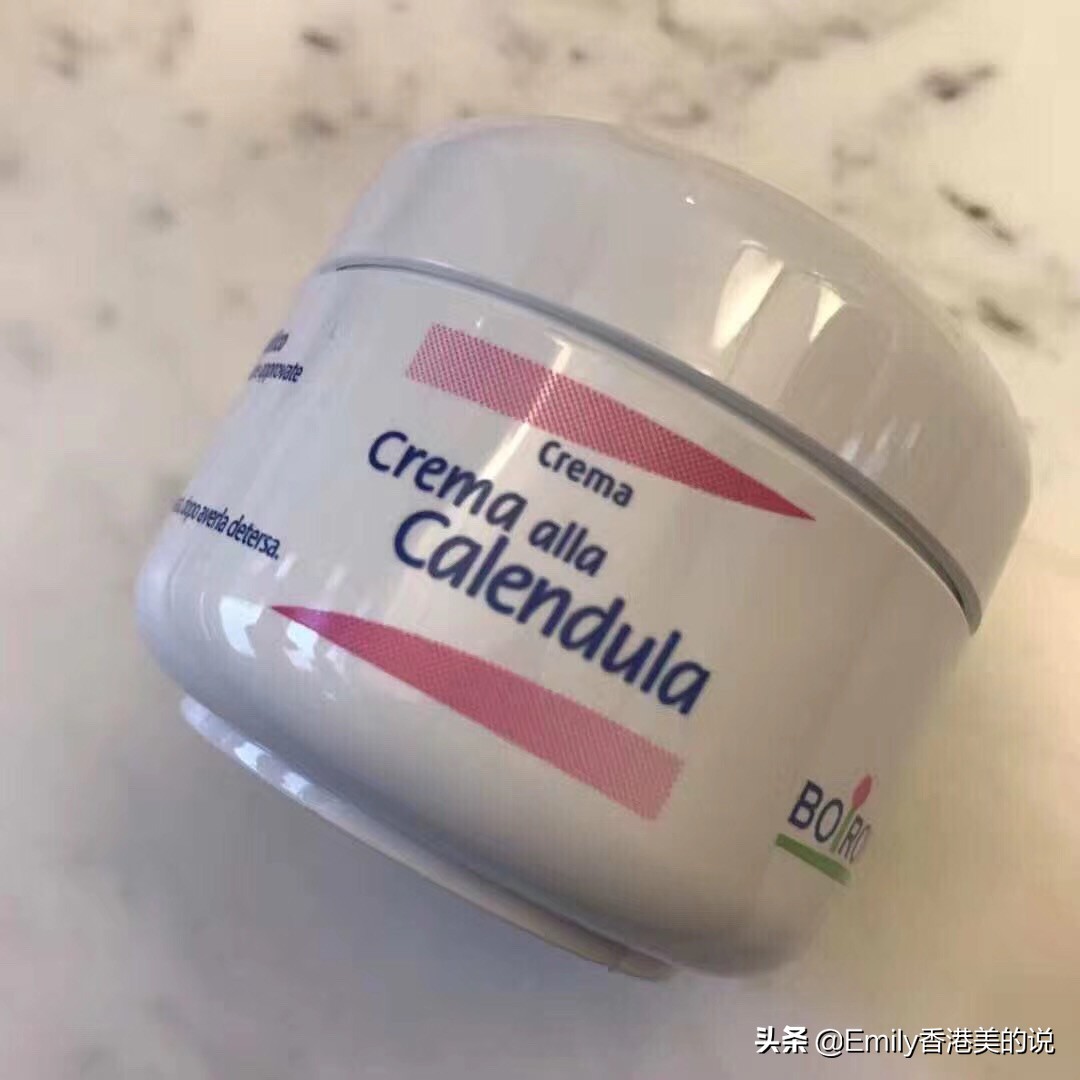 approvate
dopo averla detersa.
Crema
Crema alla
Calendula
BOIRO
头条 @Emily香港美的说